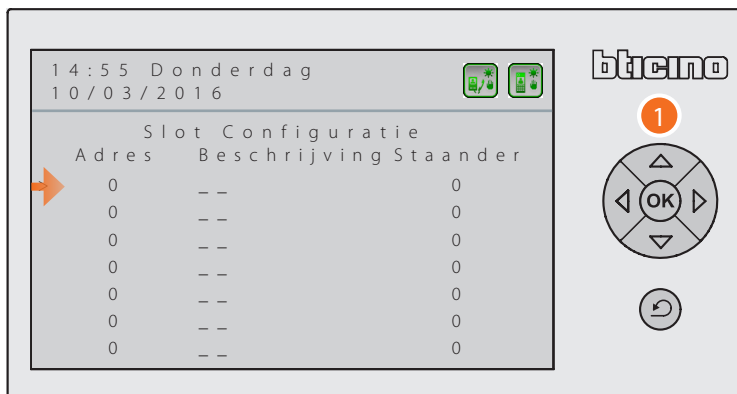 14:55 Donderdag
10/03/2016
bticino
1
Slot Configuratie
Adres Beschrijving Staander
0 _ _ 0
0 _ _ 0
0 _ _ 0
0 _ _ 0
0 _ _ 0
0 _ _ 0
0 _ _ 0
OK